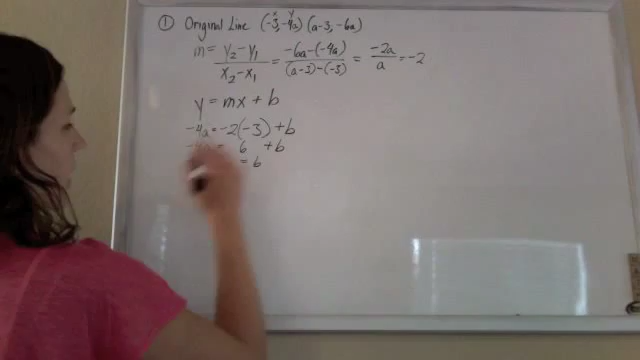 ① Original Line (-3, -4a) (a-3, -6a)
x y
m = y₂-y₁ / x₂-x₁ = -6a-(-4a) / (a-3)-(-3) = -2a / a = -2
y = mx + b
-4a = -2(-3) + b
-4a = 6 + b
= b